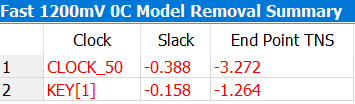 Fast 1200mV 0C Model Removal Summary
Clock Slack End Point TNS
1 CLOCK_50 -0.388 -3.272
2 KEY[1] -0.158 -1.264